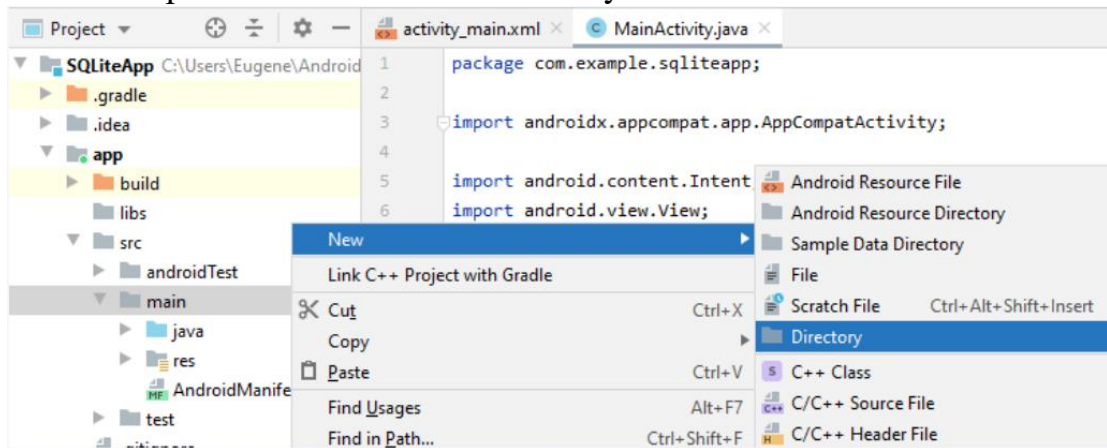 Project
activity_main.xml
MainActivity.java
SQLiteApp C:\Users\Eugene\Android
.gradle
.idea
app
build
libs
src
androidTest
main
java
res
AndroidManife
test
1 package com.example.sqliteapp;
2
3 import androidx.appcompat.app.AppCompatActivity;
4
5 import android.content.Intent
6 import android.view.View;
New
Link C++ Project with Gradle
Cut Ctrl+X
Copy
Paste Ctrl+V
Find Usages Alt+F7
Find in Path... Ctrl+Shift+F
Android Resource File
Android Resource Directory
Sample Data Directory
File
Scratch File Ctrl+Alt+Shift+Insert
Directory
C++ Class
C/C++ Source File
C/C++ Header File